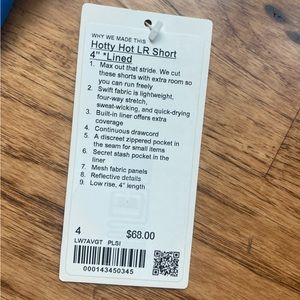 WHY WE MADE THIS
Hotty Hot LR Short
4" *Lined
1. Max out that stride. We cut
these shorts with extra room so
you can run freely
2. Swift fabric is lightweight,
four-way stretch,
sweat-wicking, and quick-drying
3. Built-in liner offers extra
coverage
4. Continuous drawcord
5. A discreet zippered pocket in
the seam for small items
6. Secret stash pocket in the
liner
7. Mesh fabric panels
8. Reflective details
9. Low rise, 4" length
4 $68.00
LW7AVGT PLSI
000143450345